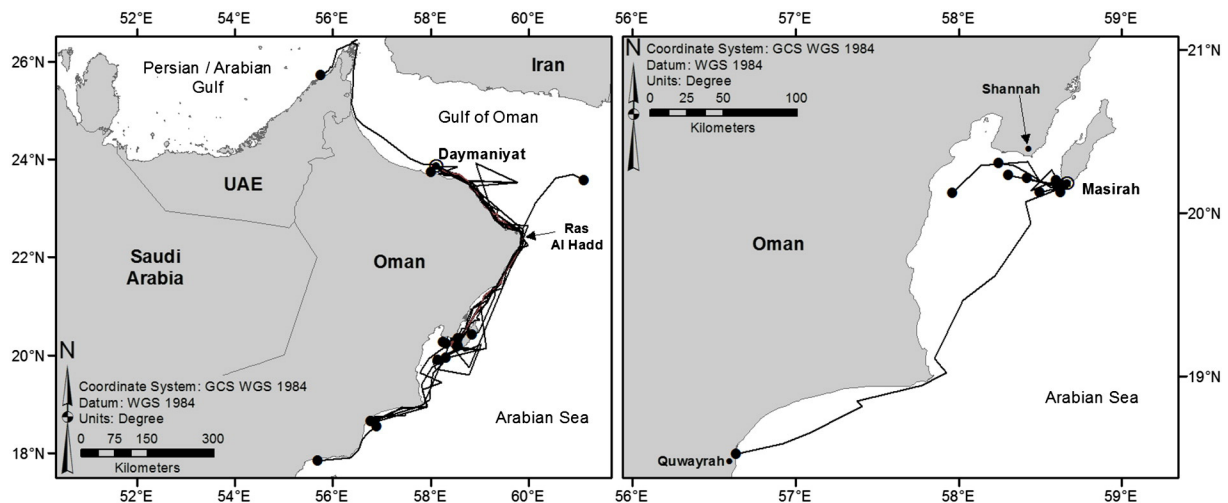 52°E 54°E 56°E 58°E 60°E
26°N
24°N
22°N
20°N
18°N
Persian / Arabian
Gulf
Iran
Gulf of Oman
Daymaniyat
UAE
Ras
Al Hadd
Saudi
Arabia
Oman
N
Coordinate System: GCS WGS 1984
Datum: WGS 1984
Units: Degree
0 75 150 300
Kilometers
Arabian Sea
52°E 54°E 56°E 58°E 60°E
56°E 57°E 58°E 59°E
N
Coordinate System: GCS WGS 1984
Datum: WGS 1984
Units: Degree
0 25 50 100
Kilometers
Shannah
Masirah
Oman
Arabian Sea
Quwayrah
21°N
20°N
19°N
56°E 57°E 58°E 59°E